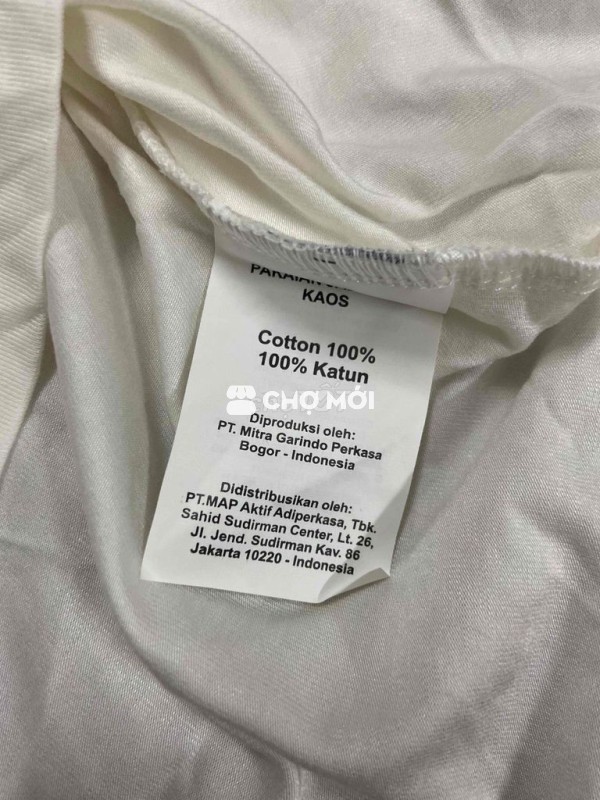 KAOS
Cotton 100%
100% Katun
CHỢ MỚI
Diproduksi oleh:
PT. Mitra Garindo Perkasa
Bogor - Indonesia
Didistribusikan oleh:
PT.MAP Aktif Adiperkasa, Tbk.
Sahid Sudirman Center, Lt. 26,
Jl. Jend. Sudirman Kav. 86
Jakarta 10220 - Indonesia